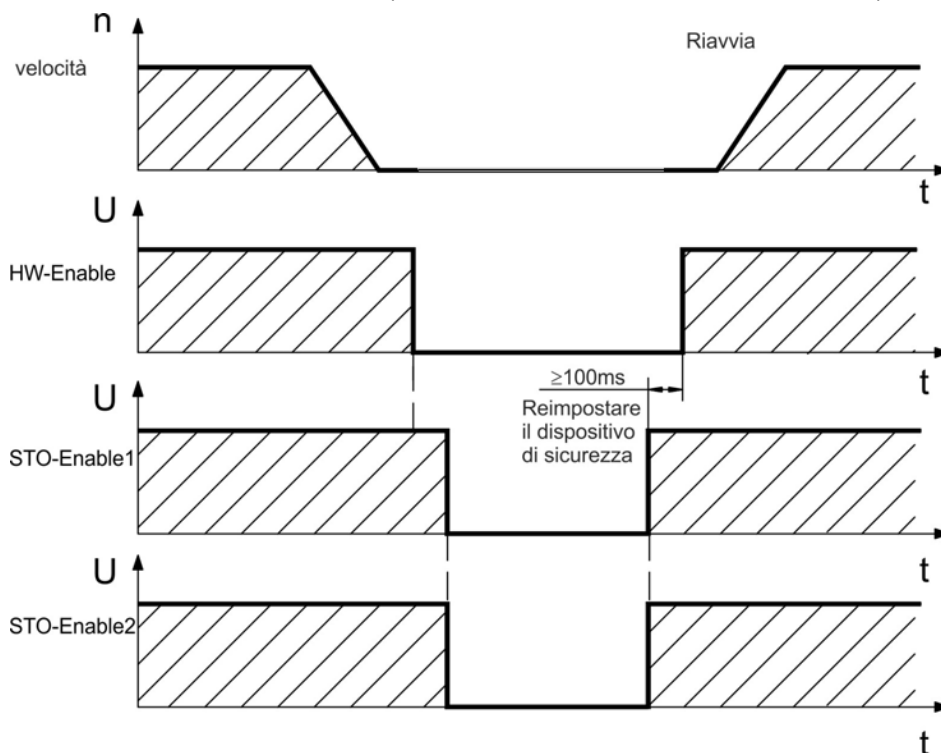 n
Riavvia
velocità
t
U
HW-Enable
t
≥100ms
U
Reimpostare
il dispositivo
di sicurezza
STO-Enable1
t
U
STO-Enable2
t